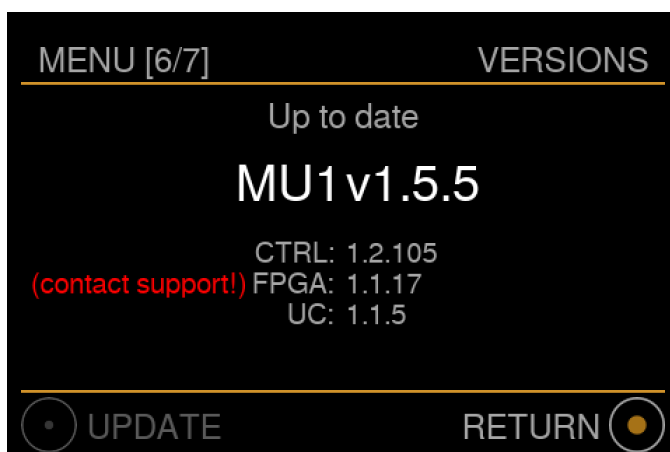 MENU [6/7] VERSIONS
Up to date
MU1 v1.5.5
CTRL: 1.2.105
(contact support!) FPGA: 1.1.17
UC: 1.1.5
UPDATE RETURN